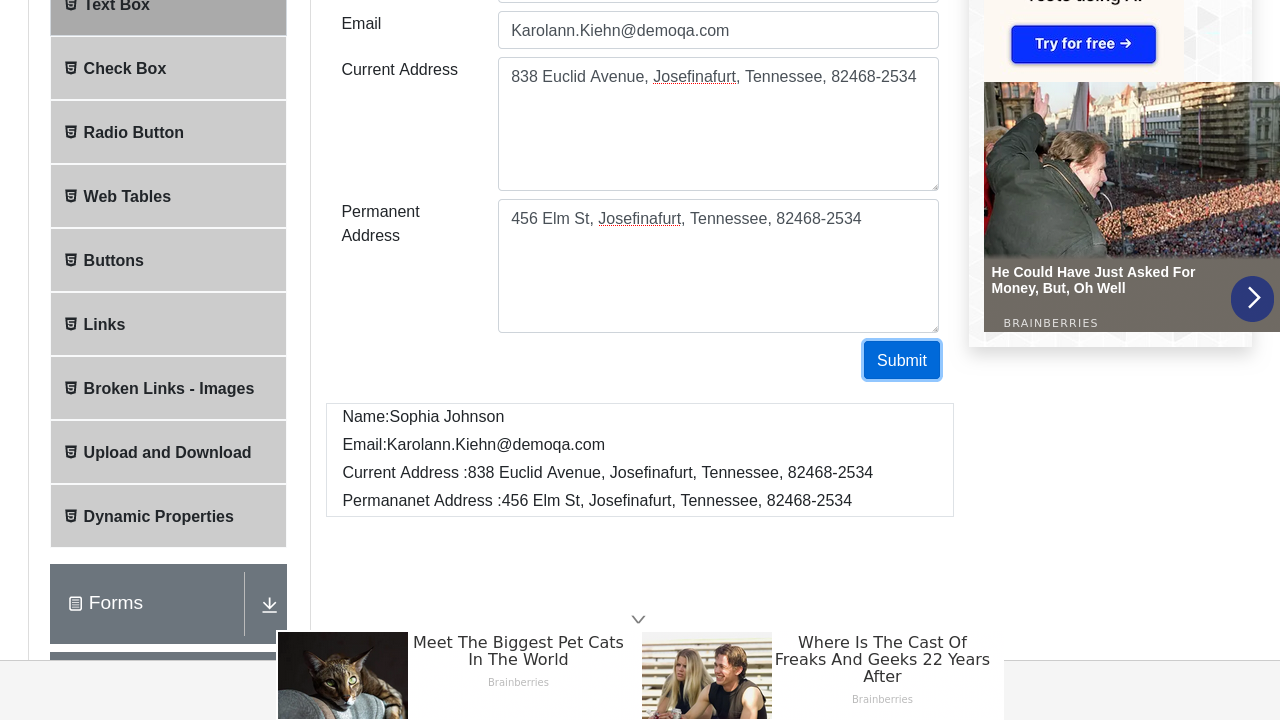 Text Box
Check Box
Radio Button
Web Tables
Buttons
Links
Broken Links - Images
Upload and Download
Dynamic Properties
Forms
Email
Karolann.Kiehn@demoqa.com
Current Address
838 Euclid Avenue, Josefinafurt, Tennessee, 82468-2534
Permanent
Address
456 Elm St, Josefinafurt, Tennessee, 82468-2534
Submit
Name:Sophia Johnson
Email:Karolann.Kiehn@demoqa.com
Current Address :838 Euclid Avenue, Josefinafurt, Tennessee, 82468-2534
Permananet Address :456 Elm St, Josefinafurt, Tennessee, 82468-2534
Try for free →
He Could Have Just Asked For
Money, But, Oh Well
BRAINBERRIES
Meet The Biggest Pet Cats
In The World
Brainberries
Where Is The Cast Of
Freaks And Geeks 22 Years
After
Brainberries